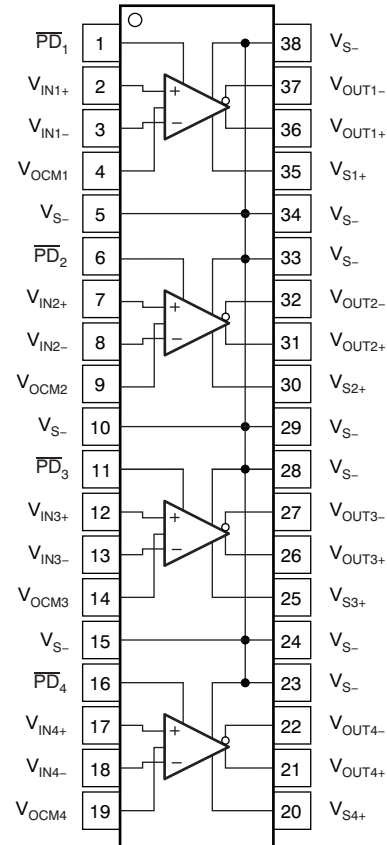 PD1 1 38 VS−
VIN1+ 2 + 37 VOUT1−
VIN1− 3 − 36 VOUT1+
VOCM1 4 35 VS1+
VS− 5 34 VS−
PD2 6 33 VS−
VIN2+ 7 + 32 VOUT2−
VIN2− 8 − 31 VOUT2+
VOCM2 9 30 VS2+
VS− 10 29 VS−
PD3 11 28 VS−
VIN3+ 12 + 27 VOUT3−
VIN3− 13 − 26 VOUT3+
VOCM3 14 25 VS3+
VS− 15 24 VS−
PD4 16 23 VS−
VIN4+ 17 + 22 VOUT4−
VIN4− 18 − 21 VOUT4+
VOCM4 19 20 VS4+